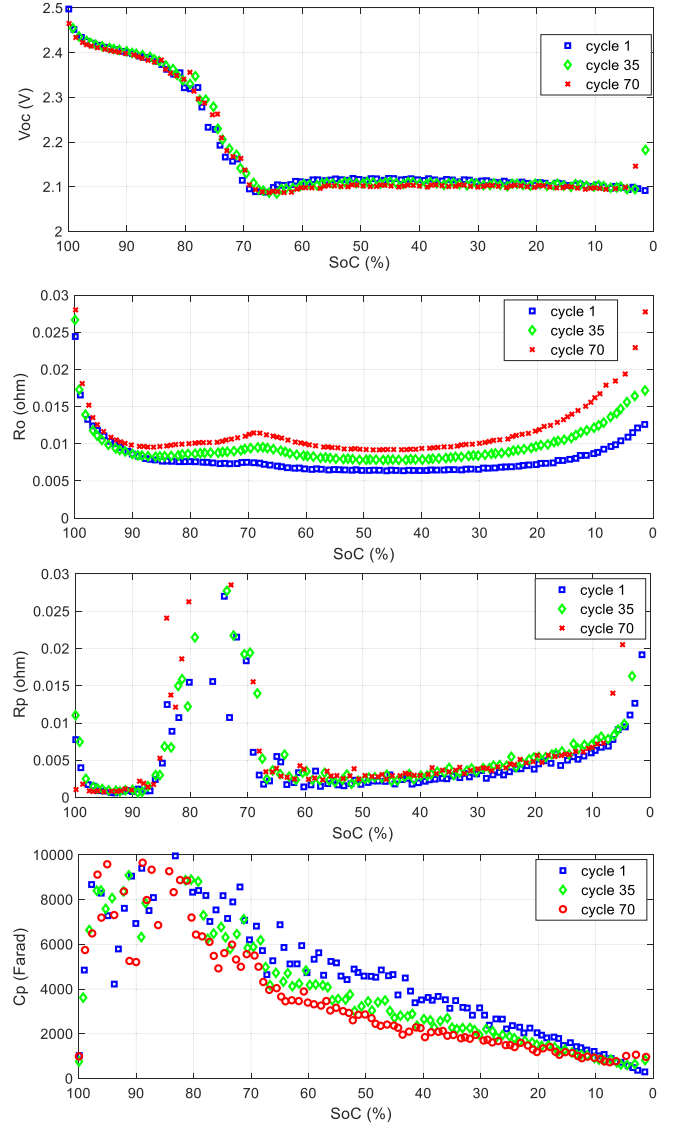 2.5
2.4
2.3
2.2
2.1
2
Voc (V)
cycle 1
cycle 35
cycle 70
100 90 80 70 60 50 40 30 20 10 0
SoC (%)
0.03
0.025
0.02
0.015
0.01
0.005
0
Ro (ohm)
cycle 1
cycle 35
cycle 70
100 90 80 70 60 50 40 30 20 10 0
SoC (%)
0.03
0.025
0.02
0.015
0.01
0.005
0
Rp (ohm)
cycle 1
cycle 35
cycle 70
100 90 80 70 60 50 40 30 20 10 0
SoC (%)
10000
8000
6000
4000
2000
0
Cp (Farad)
cycle 1
cycle 35
cycle 70
100 90 80 70 60 50 40 30 20 10 0
SoC (%)